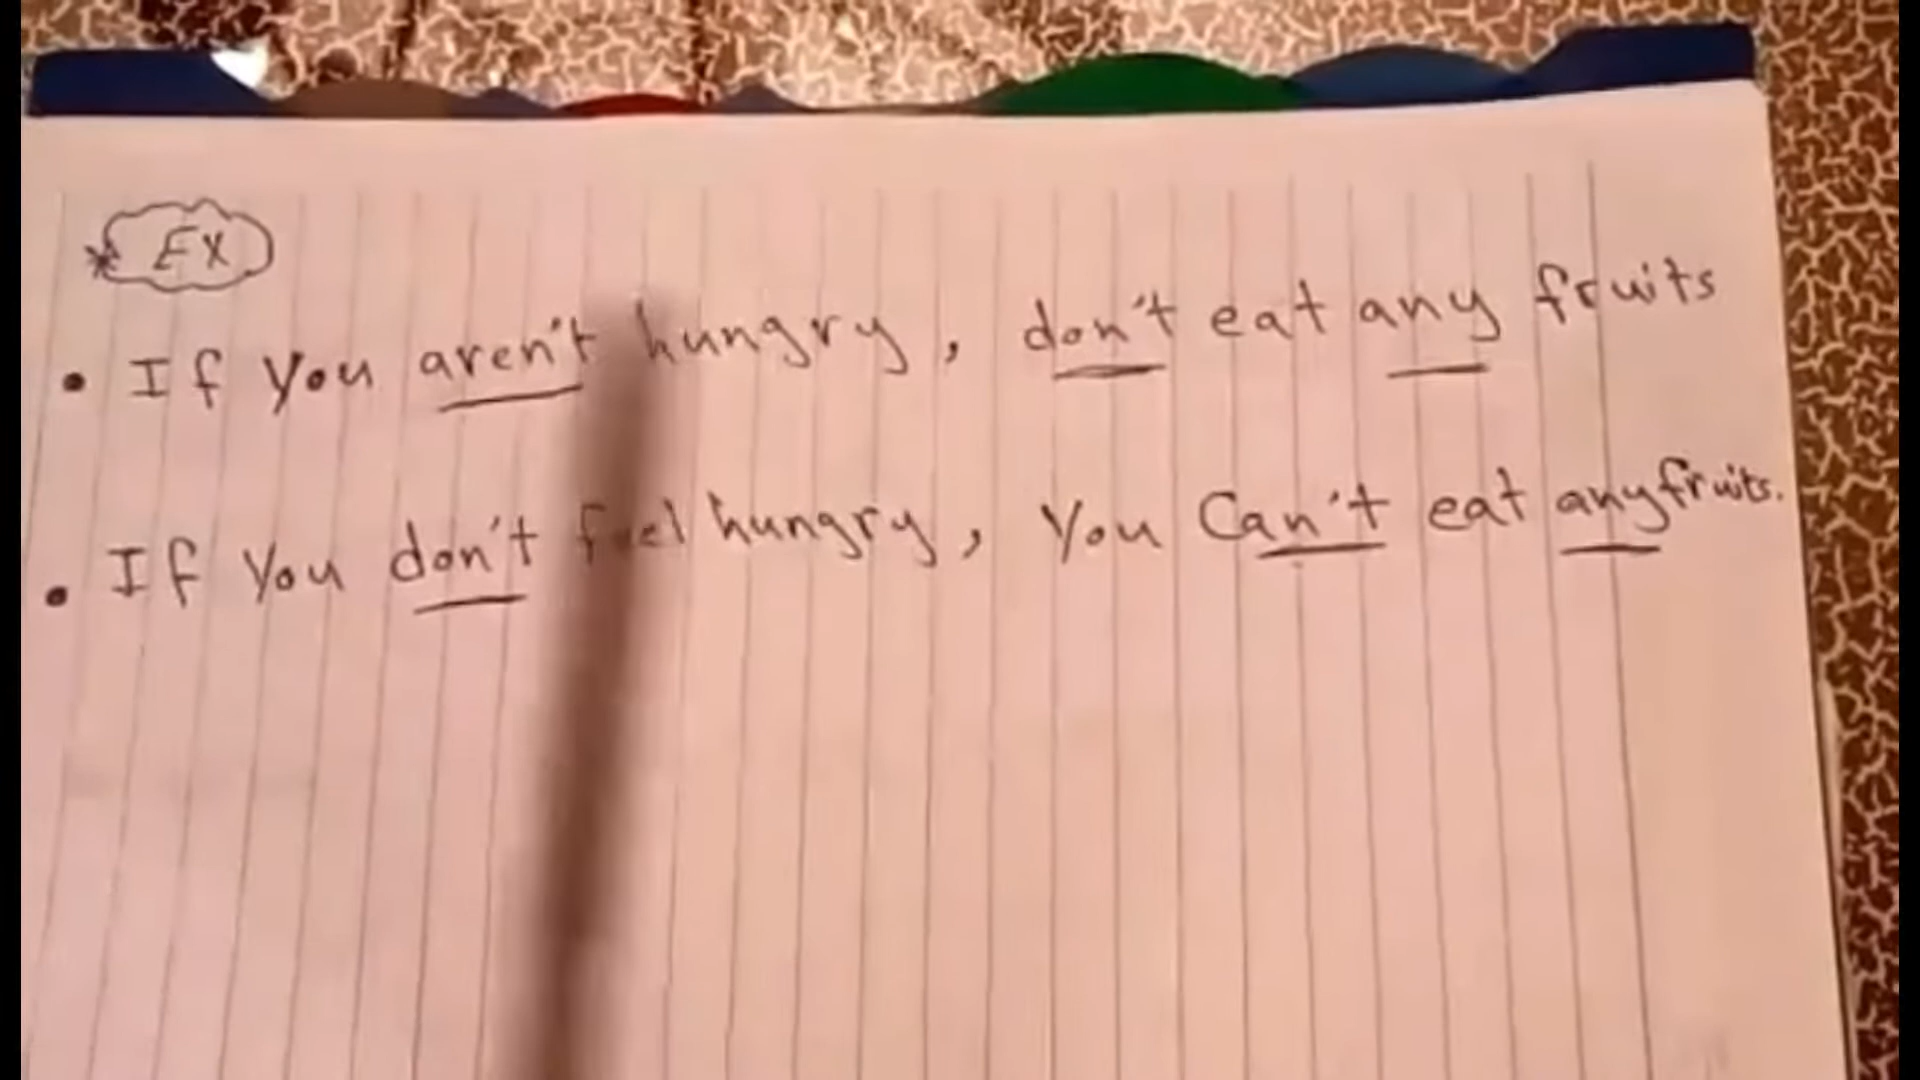 * EX
• If you aren't hungry, don't eat any fruits
• If You don't feel hungry, You Can't eat any fruits.